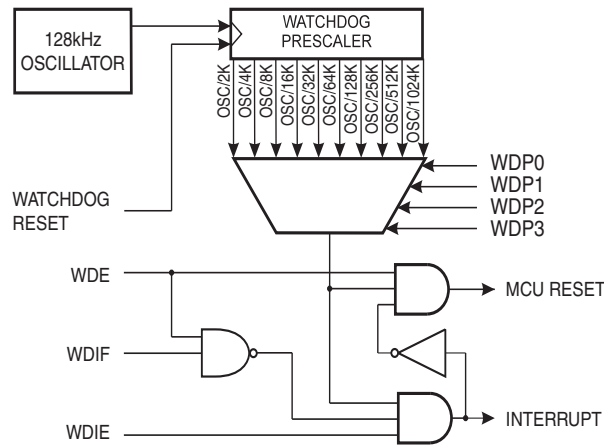 128kHz
OSCILLATOR
WATCHDOG
PRESCALER
OSC/2K
OSC/4K
OSC/8K
OSC/16K
OSC/32K
OSC/64K
OSC/128K
OSC/256K
OSC/512K
OSC/1024K
WATCHDOG
RESET
WDP0
WDP1
WDP2
WDP3
WDE
MCU RESET
WDIF
WDIE
INTERRUPT